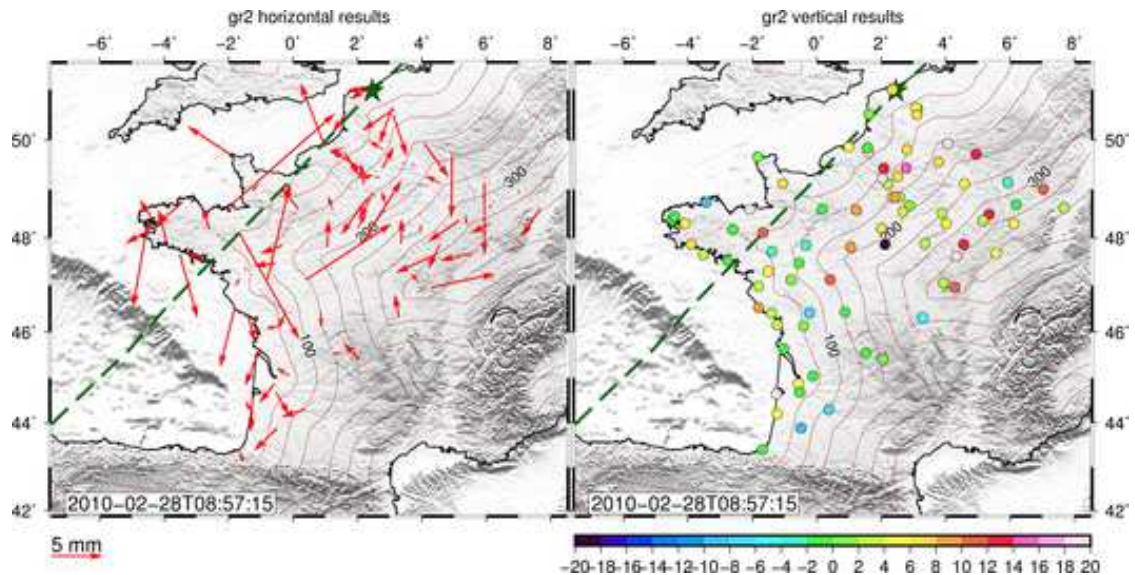 gr2 horizontal results gr2 vertical results
−6˚ −4˚ −2˚ 0˚ 2˚ 4˚ 6˚ 8˚ −6˚ −4˚ −2˚ 0˚ 2˚ 4˚ 6˚ 8˚
50˚ 50˚
300 300
48˚ 200 200 48˚
46˚ 100 100 46˚
44˚ 44˚
2010−02−28T08:57:15 2010−02−28T08:57:15
42˚ 42˚
5 mm
−20−18−16−14−12−10−8 −6 −4 −2 0 2 4 6 8 10 12 14 16 18 20